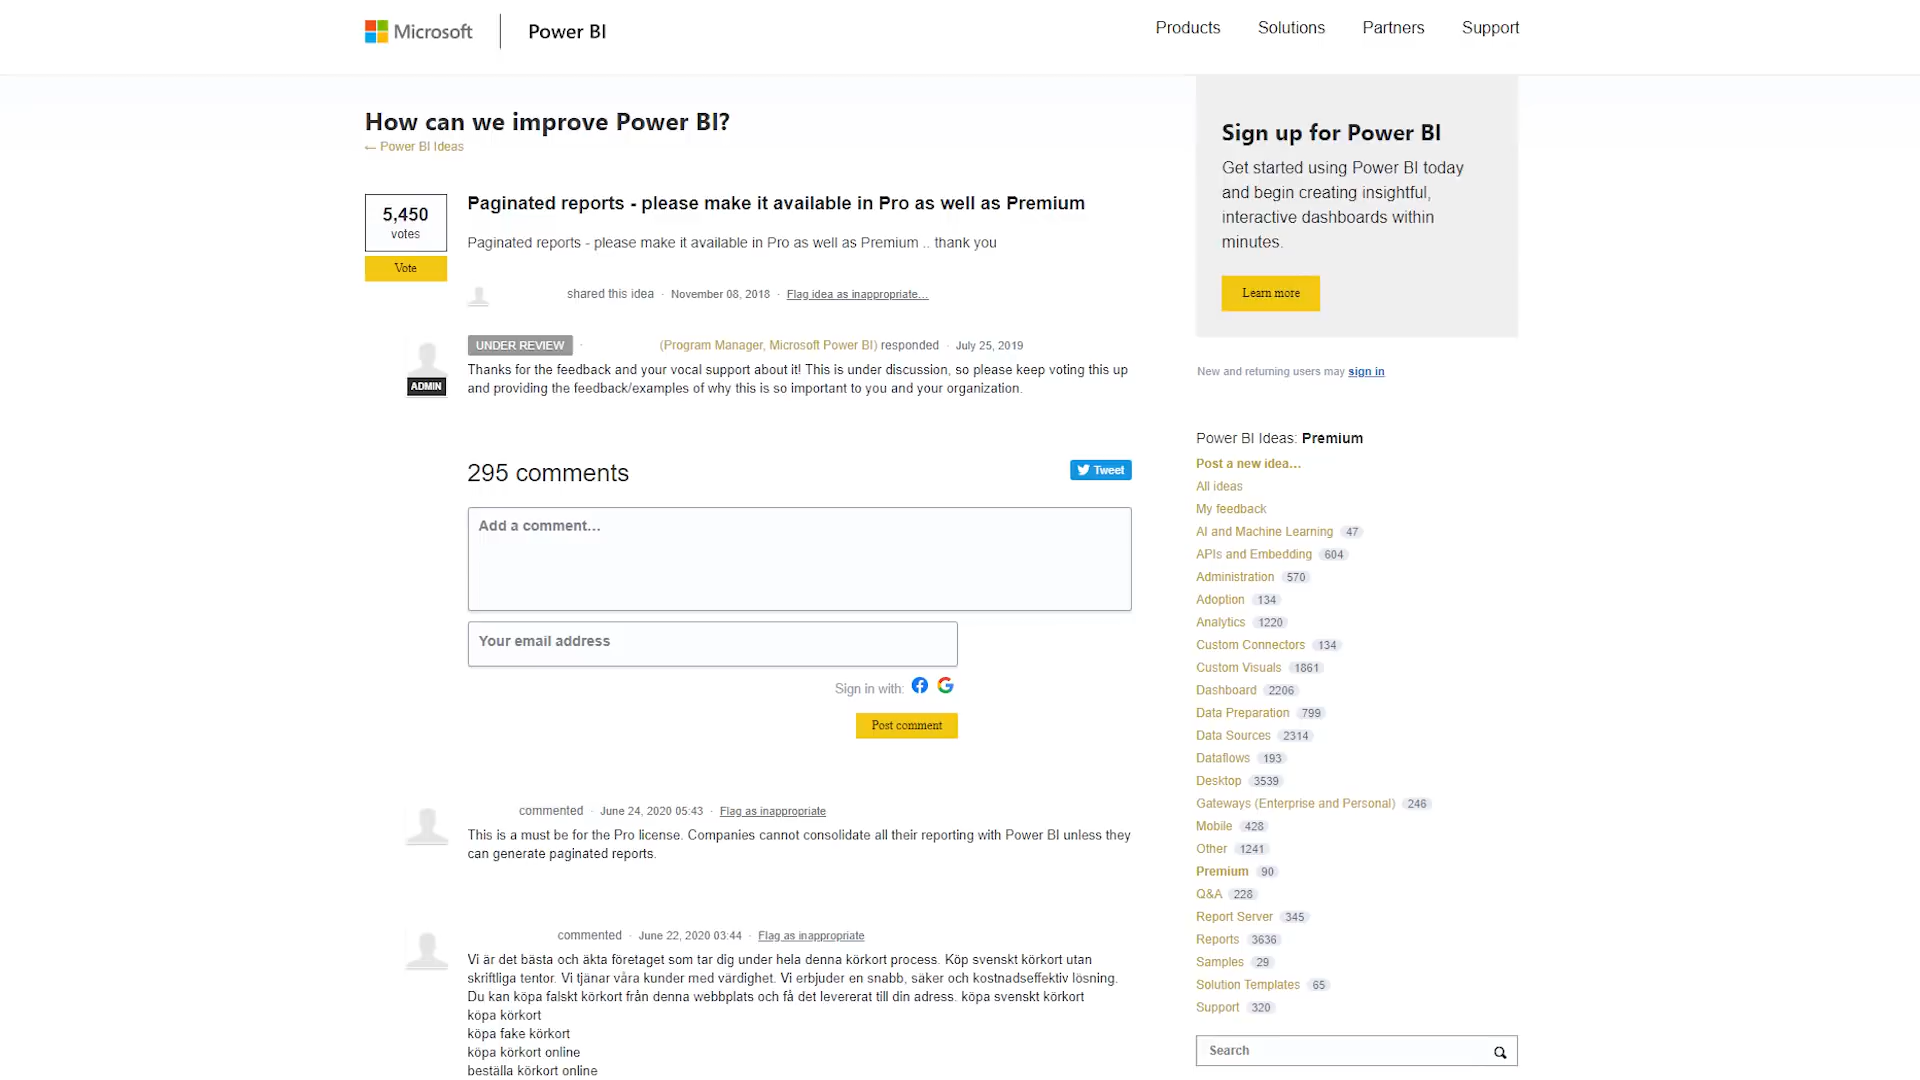 Microsoft
Power BI
Products
Solutions
Partners
Support
How can we improve Power BI?
← Power BI Ideas
5,450
votes
Vote
Paginated reports - please make it available in Pro as well as Premium
Paginated reports - please make it available in Pro as well as Premium .. thank you
shared this idea · November 08, 2018 · Flag idea as inappropriate…
ADMIN
UNDER REVIEW · (Program Manager, Microsoft Power BI) responded · July 25, 2019
Thanks for the feedback and your vocal support about it! This is under discussion, so please keep voting this up
and providing the feedback/examples of why this is so important to you and your organization.
295 comments
Tweet
Add a comment…
Your email address
Sign in with:
Post comment
commented · June 24, 2020 05:43 · Flag as inappropriate
This is a must be for the Pro license. Companies cannot consolidate all their reporting with Power BI unless they
can generate paginated reports.
commented · June 22, 2020 03:44 · Flag as inappropriate
Vi är det bästa och äkta företaget som tar dig under hela denna körkort process. Köp svenskt körkort utan
skriftliga tentor. Vi tjänar våra kunder med värdighet. Vi erbjuder en snabb, säker och kostnadseffektiv lösning.
Du kan köpa falskt körkort från denna webbplats och få det levererat till din adress. köpa svenskt körkort
köpa körkort
köpa fake körkort
köpa körkort online
beställa körkort online
Sign up for Power BI
Get started using Power BI today
and begin creating insightful,
interactive dashboards within
minutes.
Learn more
New and returning users may sign in
Power BI Ideas: Premium
Post a new idea…
All ideas
My feedback
AI and Machine Learning 47
APIs and Embedding 604
Administration 570
Adoption 134
Analytics 1220
Custom Connectors 134
Custom Visuals 1861
Dashboard 2206
Data Preparation 799
Data Sources 2314
Dataflows 193
Desktop 3539
Gateways (Enterprise and Personal) 246
Mobile 428
Other 1241
Premium 90
Q&A 228
Report Server 345
Reports 3636
Samples 29
Solution Templates 65
Support 320
Search